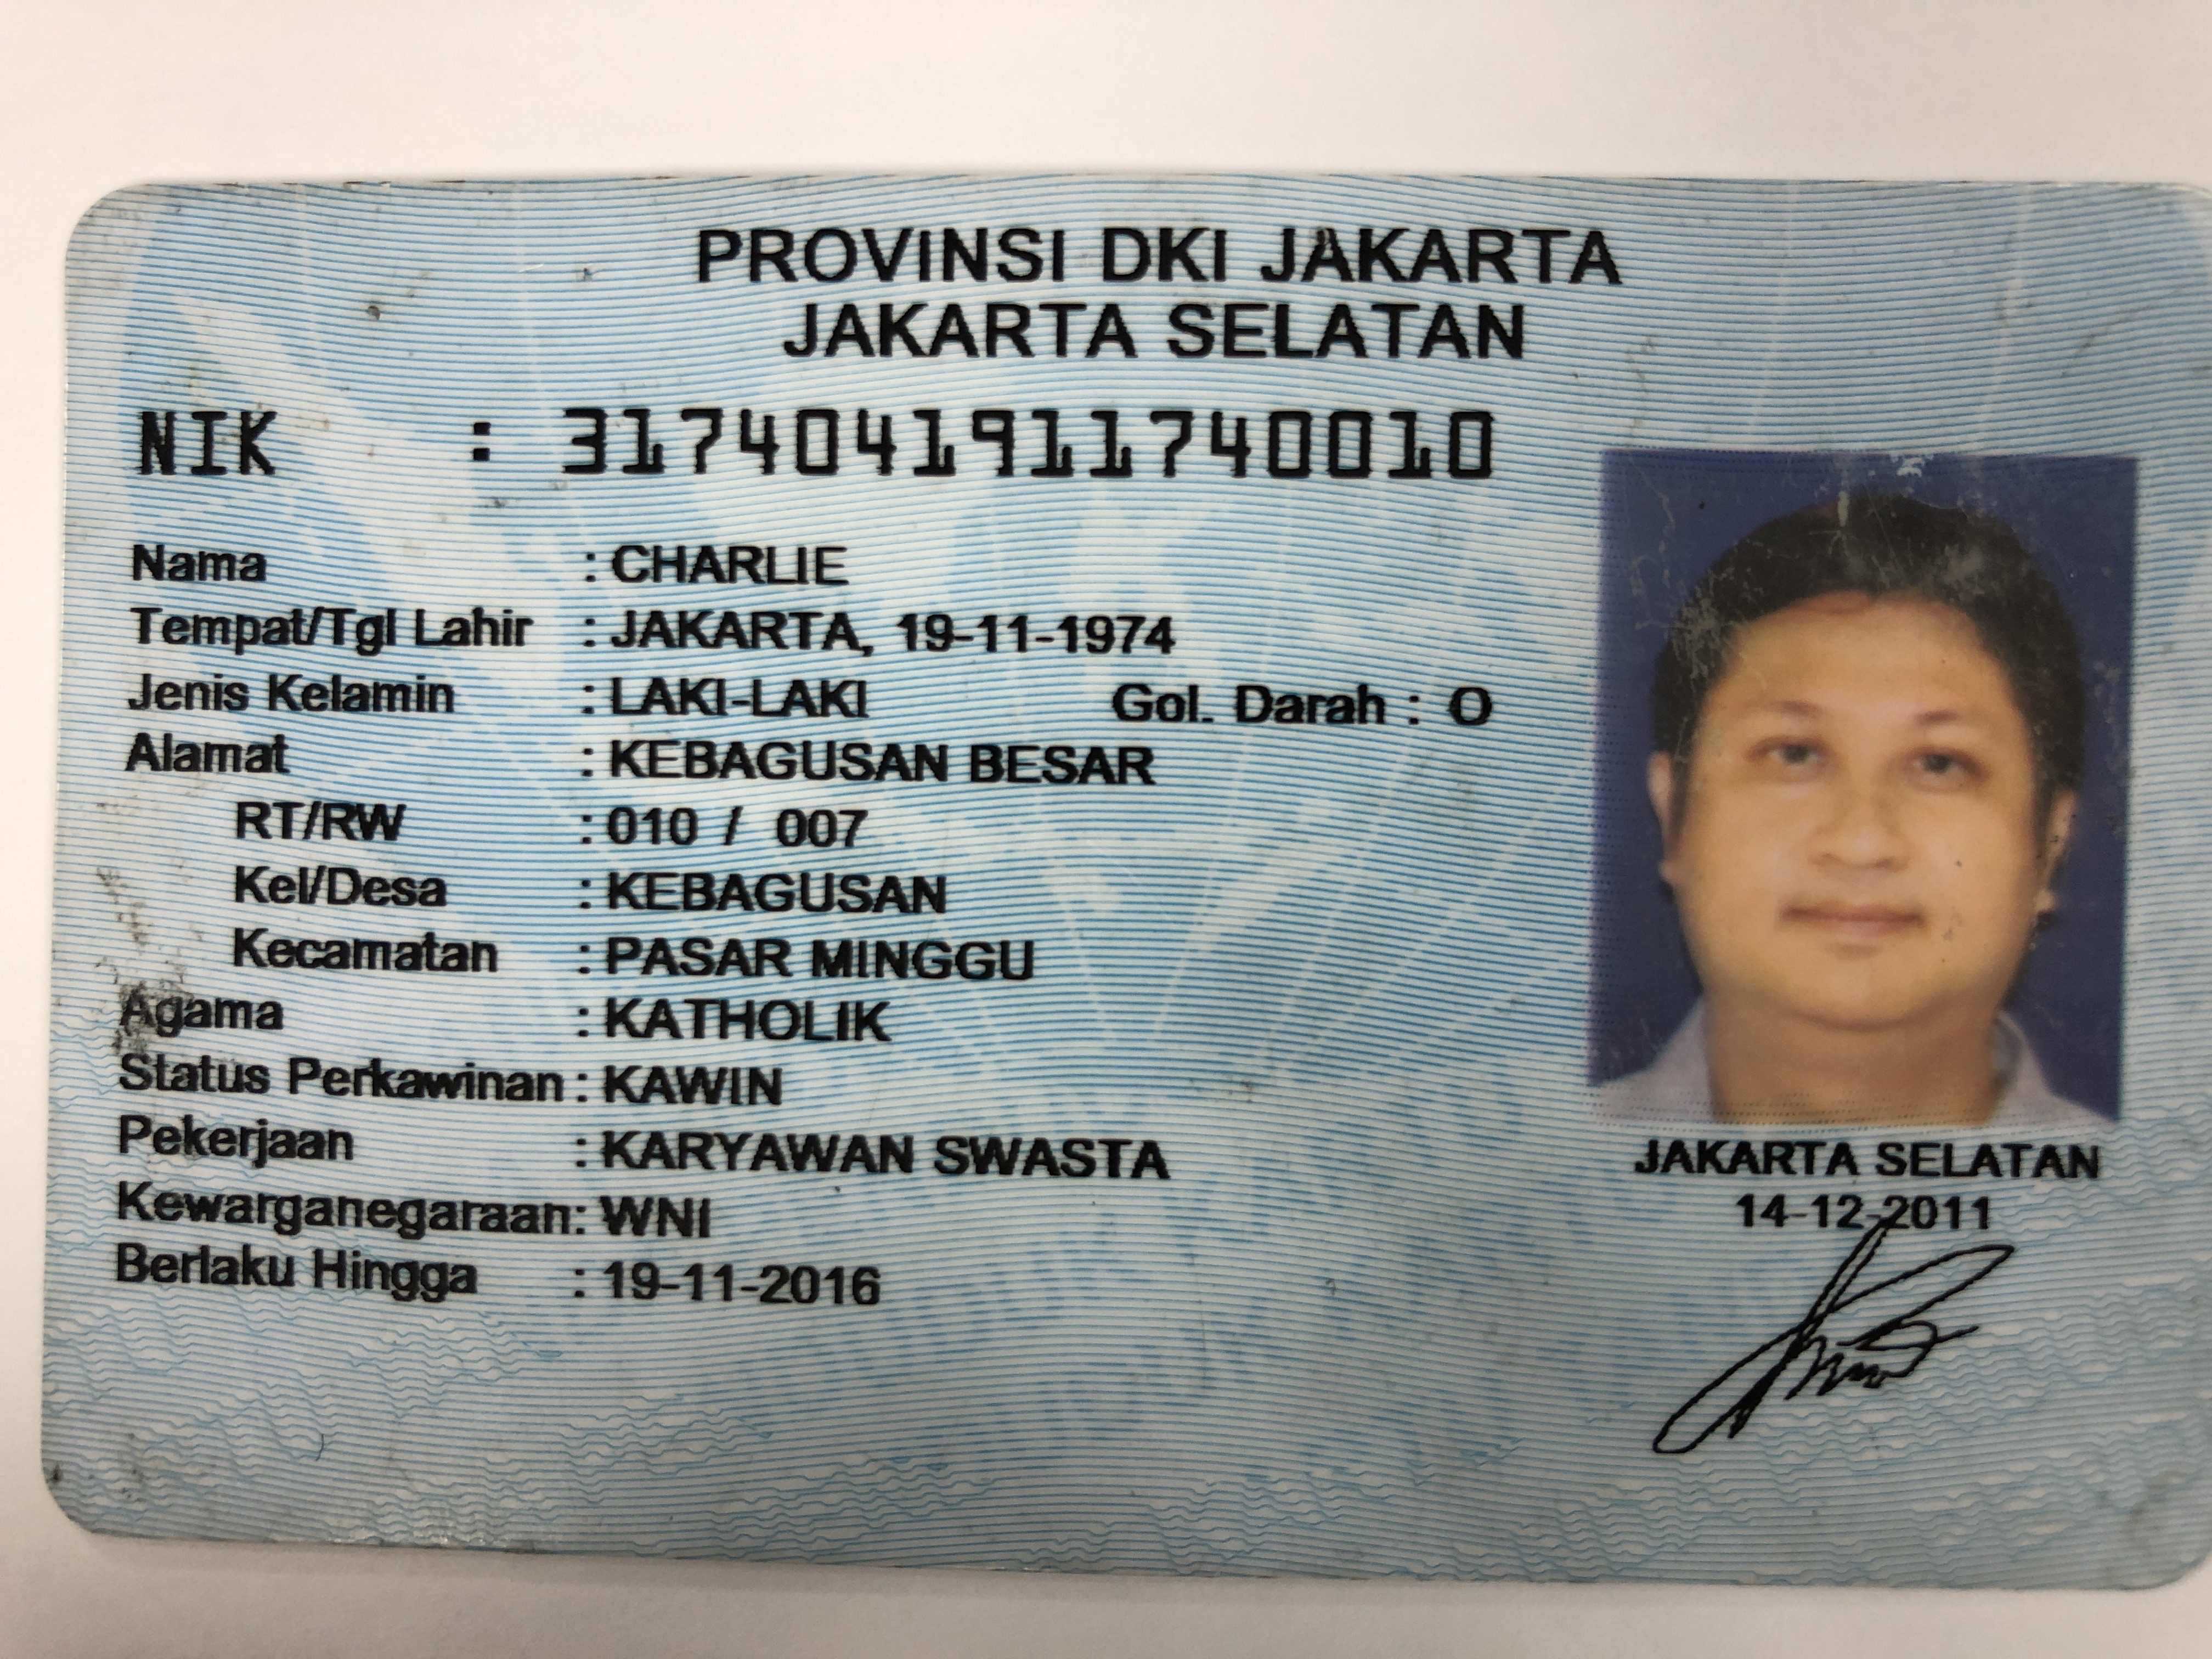 PROVINSI DKI JAKARTA
JAKARTA SELATAN
NIK : 3174041911740010
Nama : CHARLIE
Tempat/Tgl Lahir : JAKARTA, 19-11-1974
Jenis Kelamin : LAKI-LAKI Gol. Darah : O
Alamat : KEBAGUSAN BESAR
RT/RW : 010 / 007
Kel/Desa : KEBAGUSAN
Kecamatan : PASAR MINGGU
Agama : KATHOLIK
Status Perkawinan : KAWIN
Pekerjaan : KARYAWAN SWASTA
Kewarganegaraan: WNI
Berlaku Hingga : 19-11-2016
JAKARTA SELATAN
14-12-2011